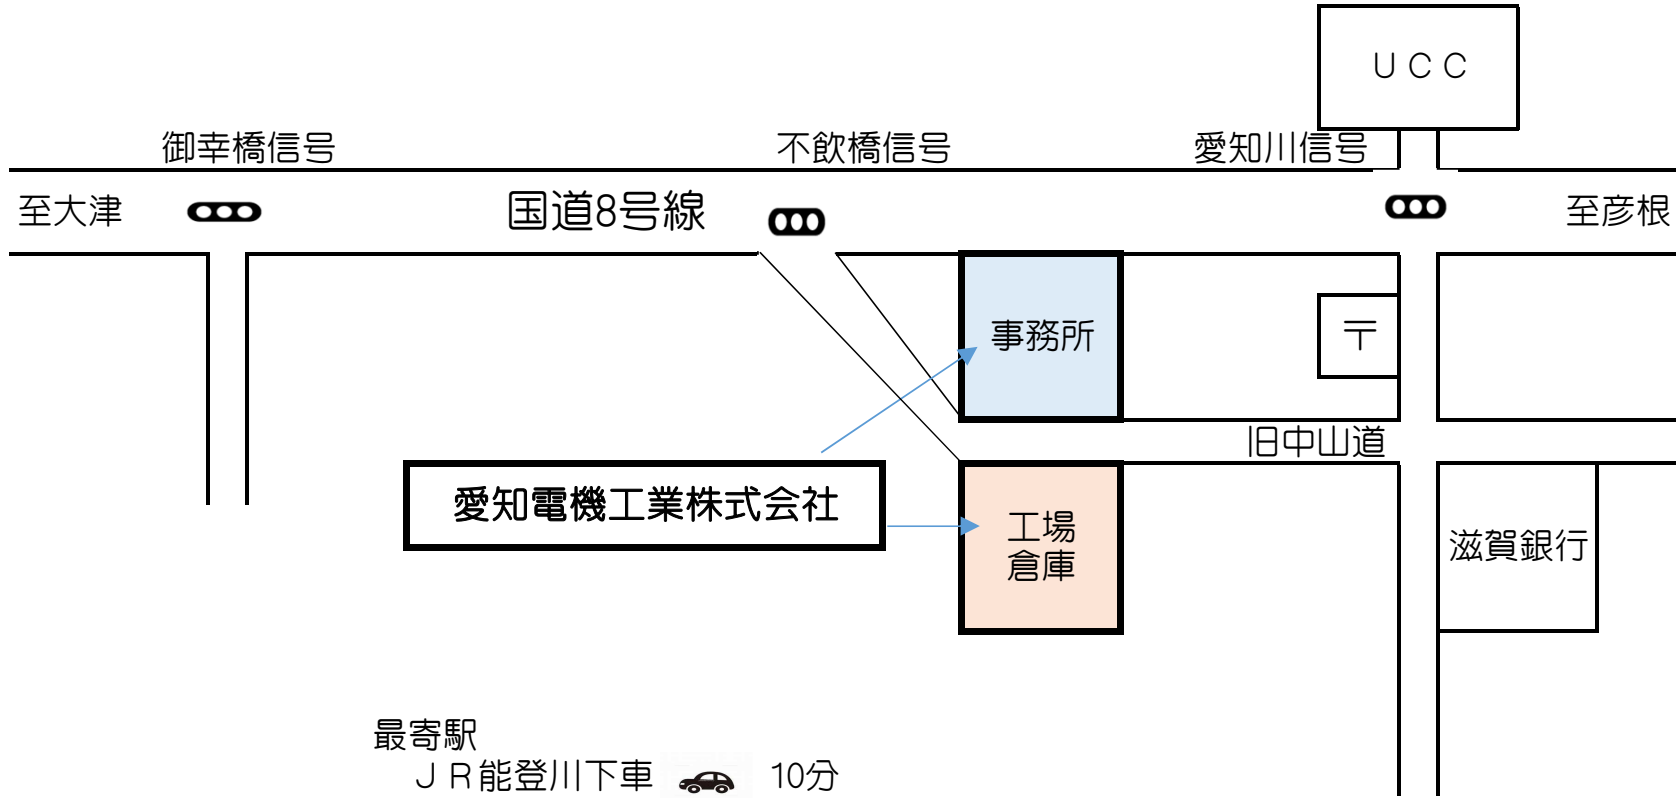 ＵＣＣ
御幸橋信号
不飲橋信号
愛知川信号
至大津
国道8号線
至彦根
事務所
〒
旧中山道
愛知電機工業株式会社
工場
倉庫
滋賀銀行
最寄駅
ＪＲ能登川下車 10分